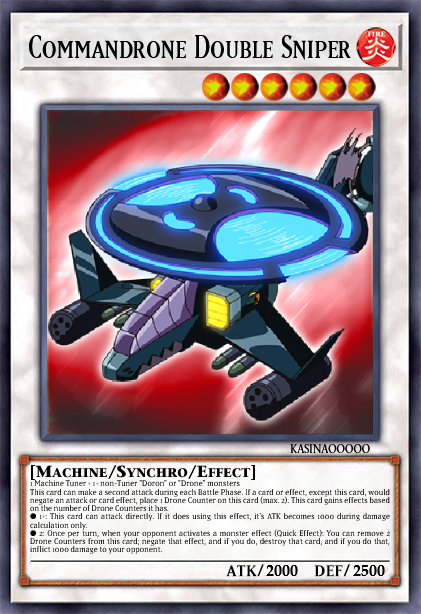 COMMANDRONE DOUBLE SNIPER
FIRE
炎
KASINAOOOOO
[MACHINE/SYNCHRO/EFFECT]
1 Machine Tuner - 1+ non-Tuner "Doron" or "Drone" monsters
This card can make a second attack during each Battle Phase. If a card or effect, except this card, would
negate an attack or card effect, place 1 Drone Counter on this card (max. 2). This card gains effects based
on the number of Drone Counters it has.
● 1-: This card can attack directly. If it does using this effect, it's ATK becomes 1000 during damage
calculation only.
● 2: Once per turn, when your opponent activates a monster effect (Quick Effect): You can remove 2
Drone Counters from this card; negate that effect, and if you do, destroy that card, and if you do that,
inflict 1000 damage to your opponent.
ATK/2000 DEF/2500